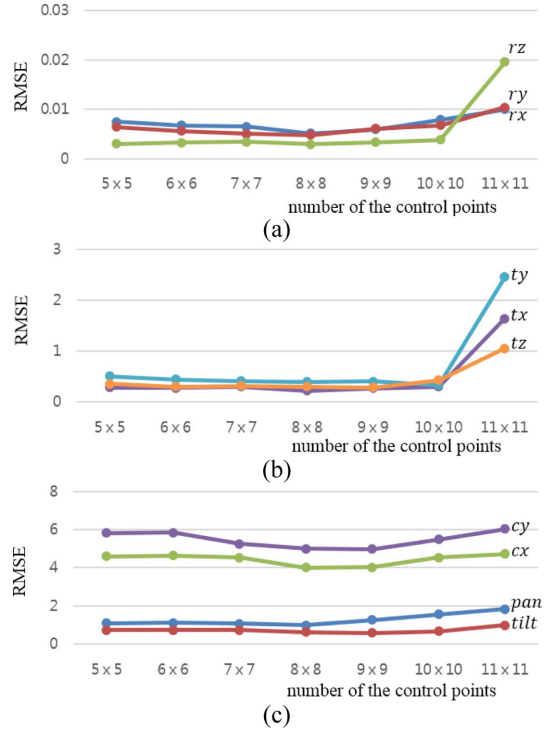 0.03
0.02
0.01
0
RMSE
rz
ry
rx
5 x 5 6 x 6 7 x 7 8 x 8 9 x 9 10 x 10 11 x 11
number of the control points
(a)
3
2
1
0
RMSE
ty
tx
tz
5 x 5 6 x 6 7 x 7 8 x 8 9 x 9 10 x 10 11 x 11
number of the control points
(b)
8
6
4
2
0
RMSE
cy
cx
pan
tilt
5 x 5 6 x 6 7 x 7 8 x 8 9 x 9 10 x 10 11 x 11
number of the control points
(c)